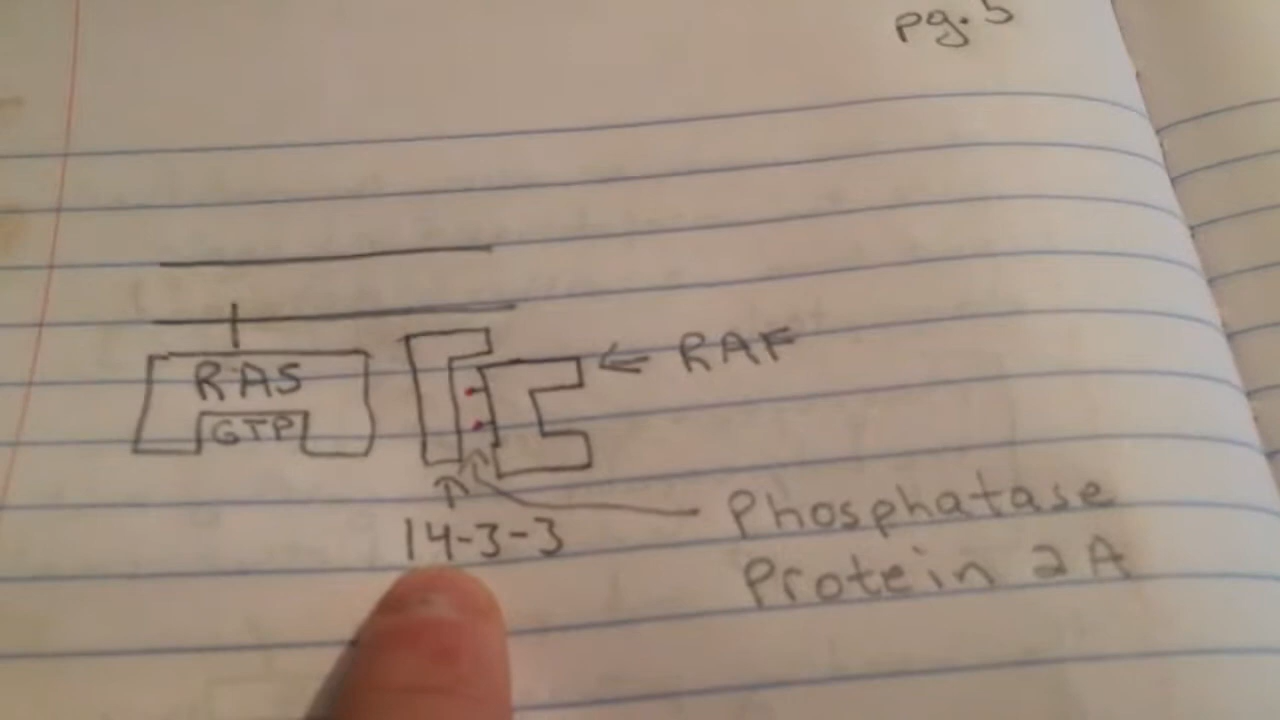 pg. 5
RAS
GTP
← RAF
14-3-3
Phosphatase
Protein 2A